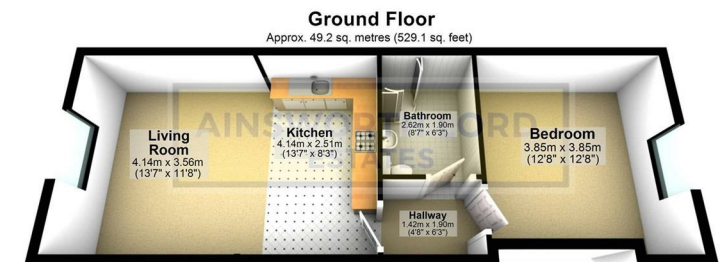 Ground Floor
Approx. 49.2 sq. metres (529.1 sq. feet)
AINSWORTH LORD
ESTATES
Living
Room
4.14m x 3.56m
(13'7" x 11'8")
Kitchen
4.14m x 2.51m
(13'7" x 8'3")
Bathroom
2.62m x 1.90m
(8'7" x 6'3")
Bedroom
3.85m x 3.85m
(12'8" x 12'8")
Hallway
1.42m x 1.90m
(4'8" x 6'3")